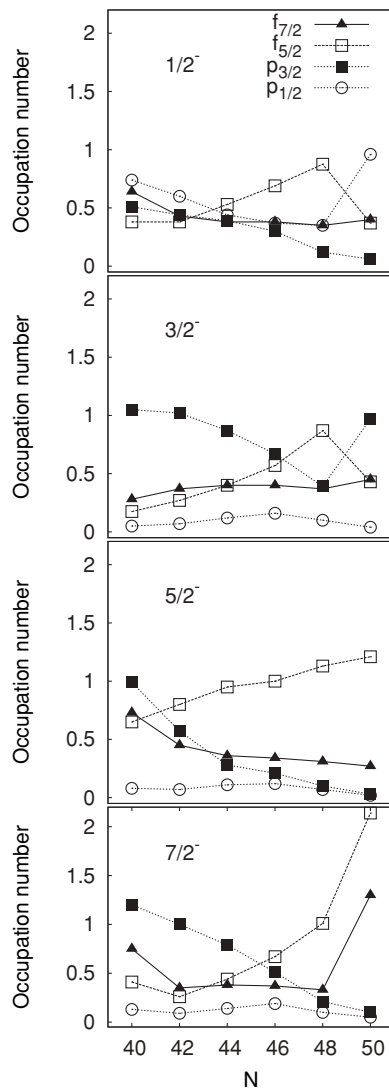 Occupation number
2
1.5
1
0.5
0
1/2⁻
f7/2
f5/2
p3/2
p1/2
Occupation number
2
1.5
1
0.5
0
3/2⁻
Occupation number
2
1.5
1
0.5
0
5/2⁻
Occupation number
2
1.5
1
0.5
0
7/2⁻
40 42 44 46 48 50
N